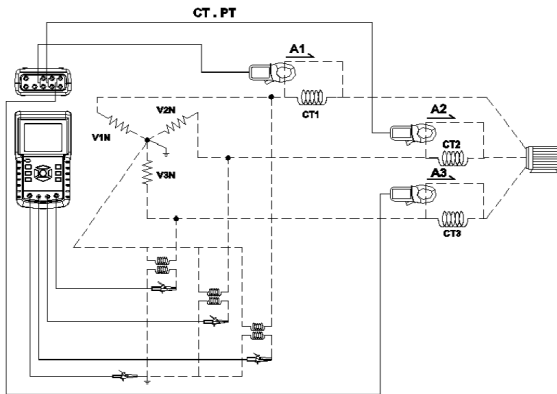 CT . PT
A1
V2N
V1N
CT1
A2
CT2
V3N
A3
CT3